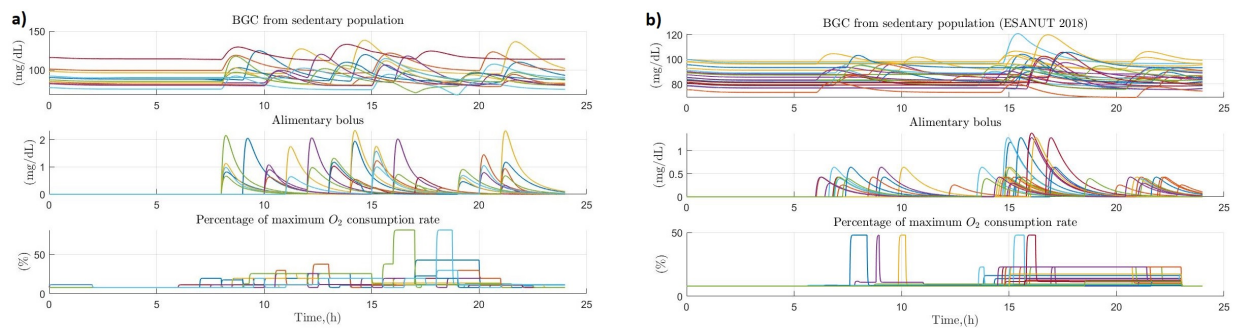 a)
BGC from sedentary population
(mg/dL)
150
100
0 5 10 15 20 25
Alimentary bolus
(mg/dL)
2
1
0
0 5 10 15 20 25
Percentage of maximum O2 consumption rate
(%)
50
0
0 5 10 15 20 25
Time,(h)
b)
BGC from sedentary population (ESANUT 2018)
(mg/dL)
120
100
80
0 5 10 15 20 25
Alimentary bolus
(mg/dL)
1
0.5
0
0 5 10 15 20 25
Percentage of maximum O2 consumption rate
(%)
50
0
0 5 10 15 20 25
Time,(h)